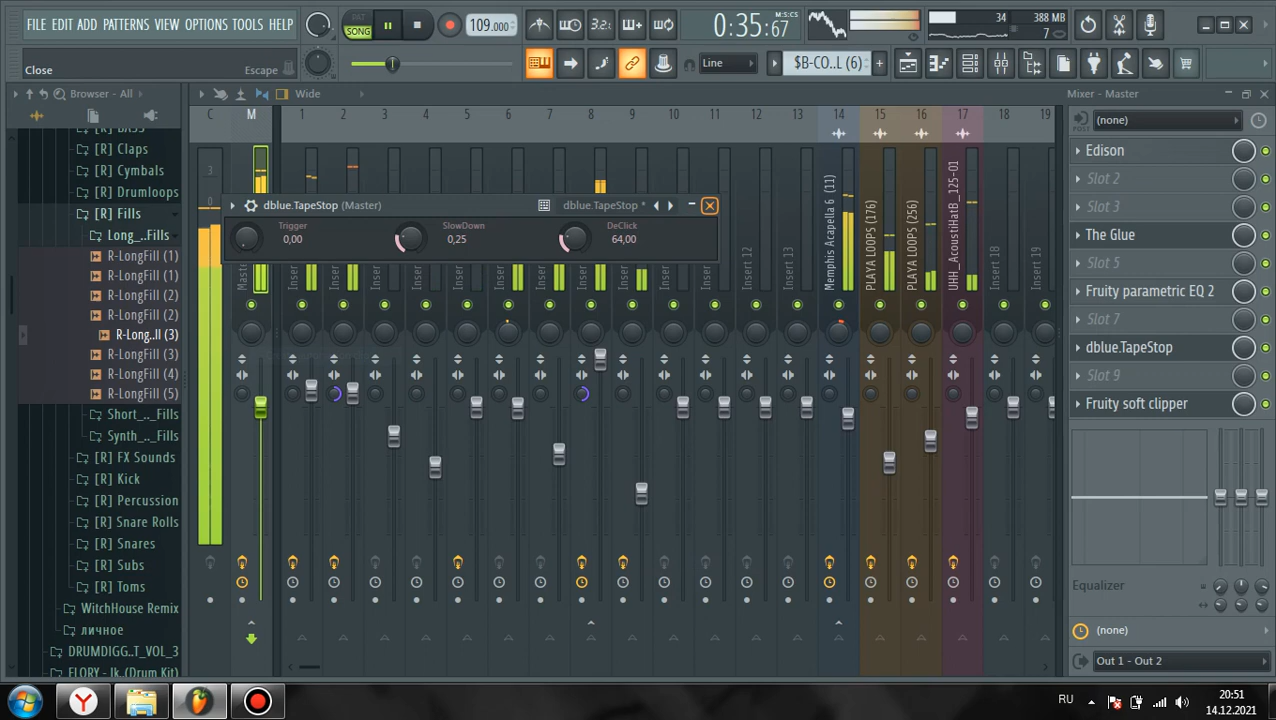 FILE EDIT ADD PATTERNS VIEW OPTIONS TOOLS HELP
PAT
SONG
109.000
3.2.
0:35:67
M:S:CS
34
388 MB
7
Close
Escape
Line
$B-CO..L (6)
Browser - All
Wide
Mixer - Master
[R] Claps
[R] Cymbals
[R] Drumloops
[R] Fills
Long_..Fills
R-LongFill (1)
R-LongFill (1)
R-LongFill (2)
R-LongFill (2)
R-Long..ll (3)
R-LongFill (3)
R-LongFill (4)
R-LongFill (5)
Short_.._Fills
Synth_.._Fills
[R] FX Sounds
[R] Kick
[R] Percussion
[R] Snare Rolls
[R] Snares
[R] Subs
[R] Toms
WitchHouse Remix
личное
DRUMDIGG...T_VOL_3
FLORY - Ik..(Drum Kit)
C M 1 2 3 4 5 6 7 8 9 10 11 12 13 14 15 16 17 18 19
3
0
dblue.TapeStop (Master)
dblue.TapeStop *
Trigger
0,00
SlowDown
0,25
DeClick
64,00
Insert 12
Insert 13
Memphis Acapella 6 (11)
PLAYA LOOPS (176)
PLAYA LOOPS (256)
UHH_AcoustiHatB_125-01
Insert 18
Insert 19
POST
(none)
Edison
Slot 2
The Glue
Slot 5
Fruity parametric EQ 2
Slot 7
dblue.TapeStop
Slot 9
Fruity soft clipper
Equalizer
(none)
Out 1 - Out 2
RU
20:51
14.12.2021